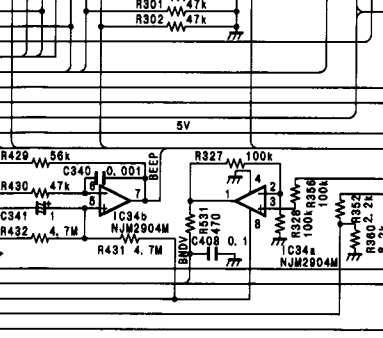 R301 47k
R302 47k
5V
R429 56k
C340 0.001
R430 47k
6
5
7
C341 1
R432 4.7M
IC34b
NJM2904M
R431 4.7M
BEEP
BNDV
R327 100k
4
1
2
3
8
R531 470
C408 0.1
R328 100k
R356 100k
IC34a
NJM2904M
R352 2.2k
R360